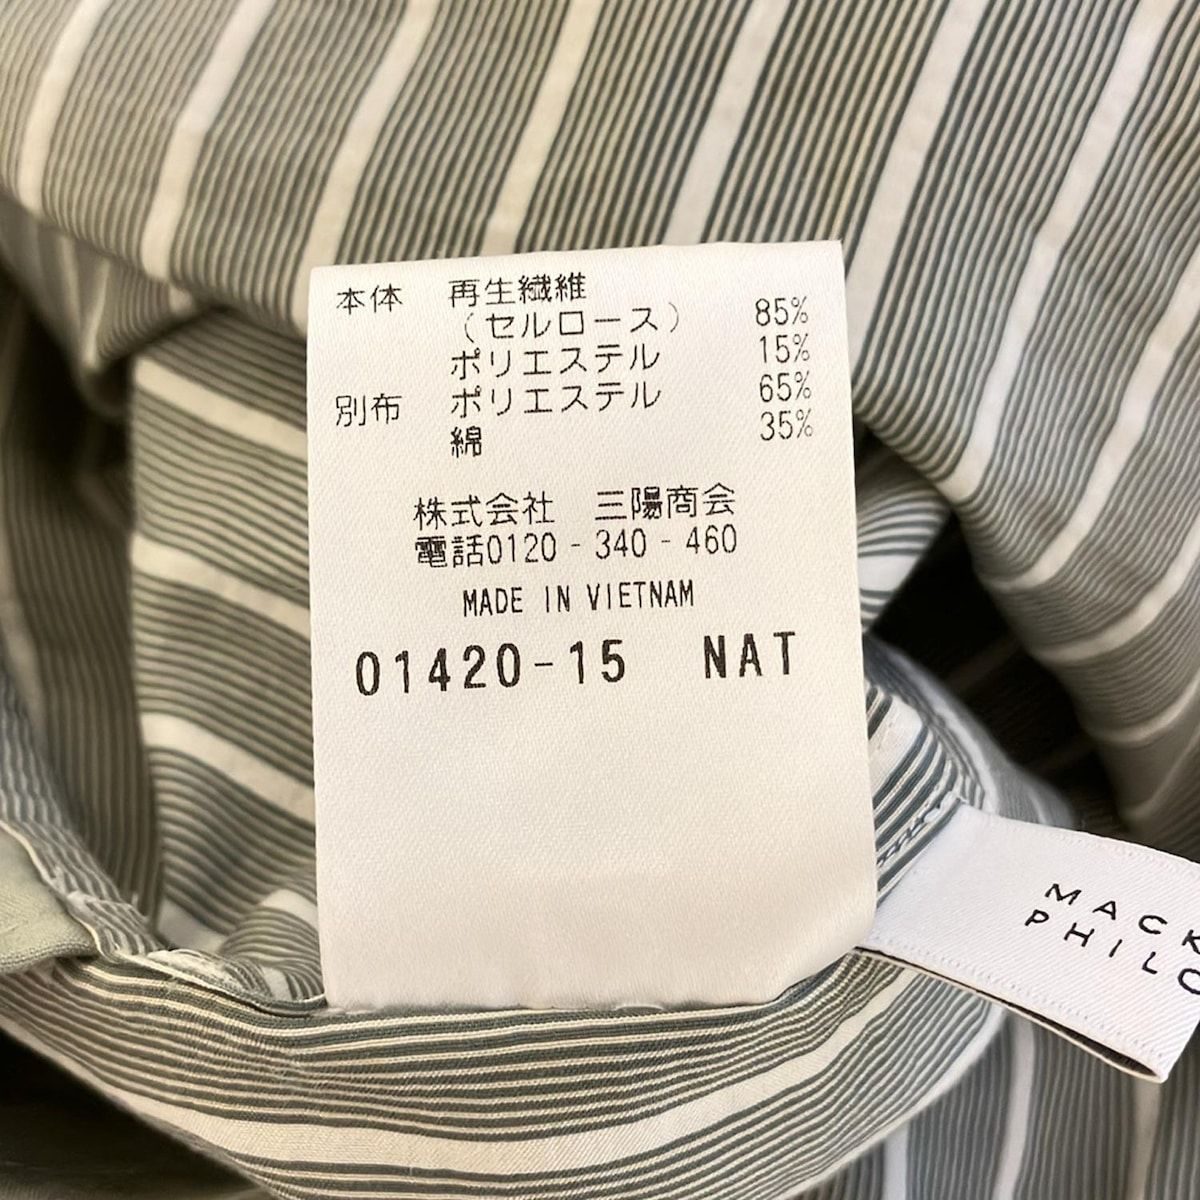 本体 再生繊維
(セルロース) 85%
ポリエステル 15%
別布 ポリエステル 65%
綿 35%
株式会社 三陽商会
電話0120-340-460
MADE IN VIETNAM
01420-15 NAT
MACK
PHILO